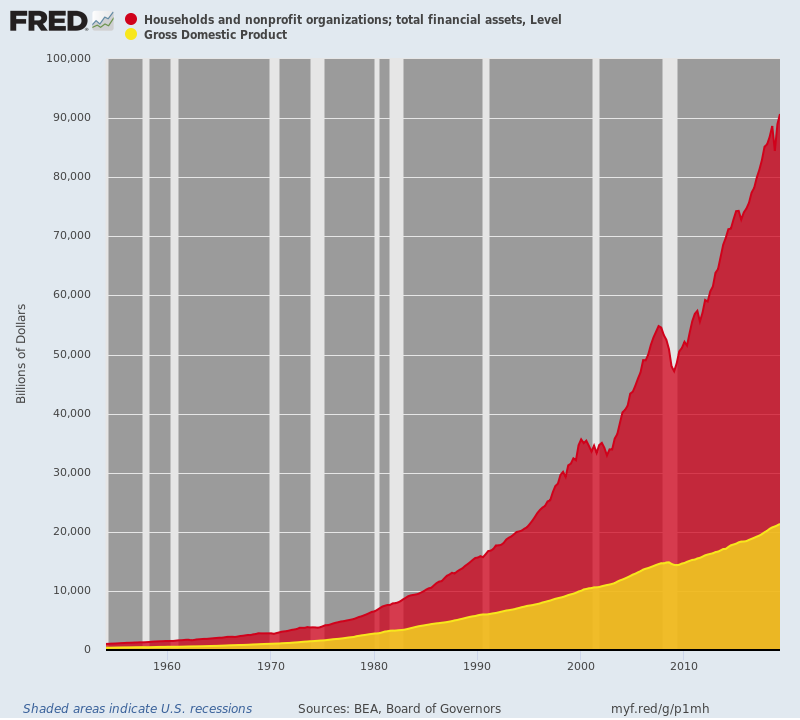 FRED
Households and nonprofit organizations; total financial assets, Level
Gross Domestic Product
100,000
90,000
80,000
70,000
60,000
50,000
40,000
30,000
20,000
10,000
0
Billions of Dollars
1960 1970 1980 1990 2000 2010
Shaded areas indicate U.S. recessions Sources: BEA, Board of Governors myf.red/g/p1mh